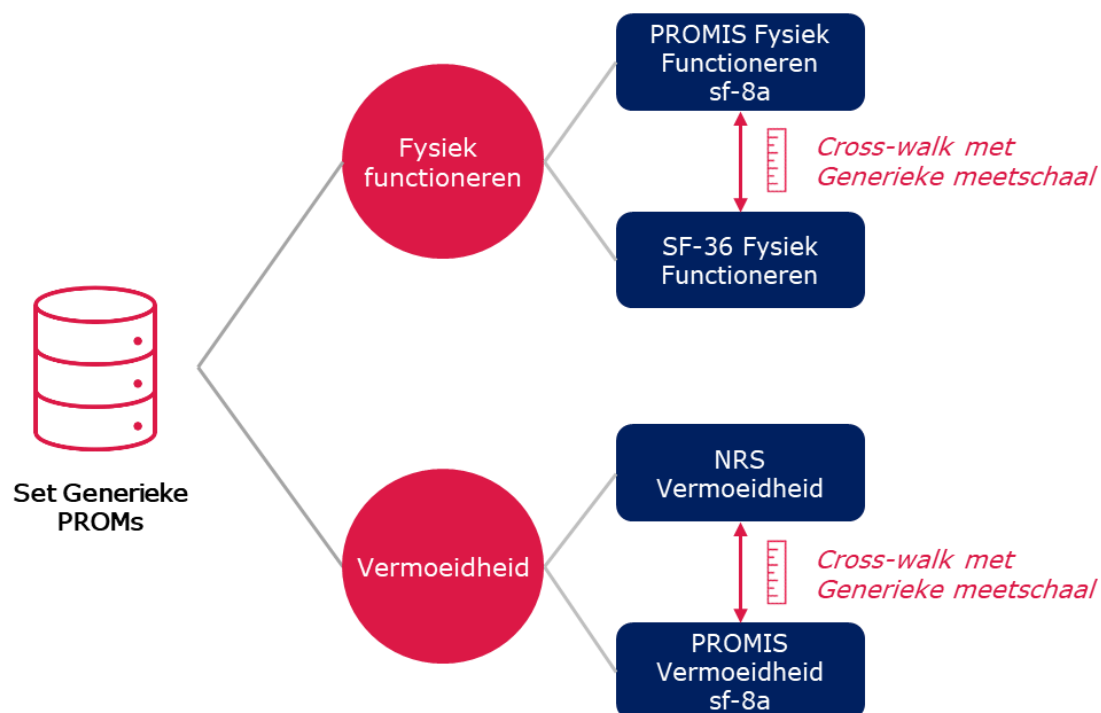 Set Generieke
PROMs
Fysiek
functioneren
PROMIS Fysiek
Functioneren
sf-8a
Cross-walk met
Generieke meetschaal
SF-36 Fysiek
Functioneren
Vermoeidheid
NRS
Vermoeidheid
Cross-walk met
Generieke meetschaal
PROMIS
Vermoeidheid
sf-8a